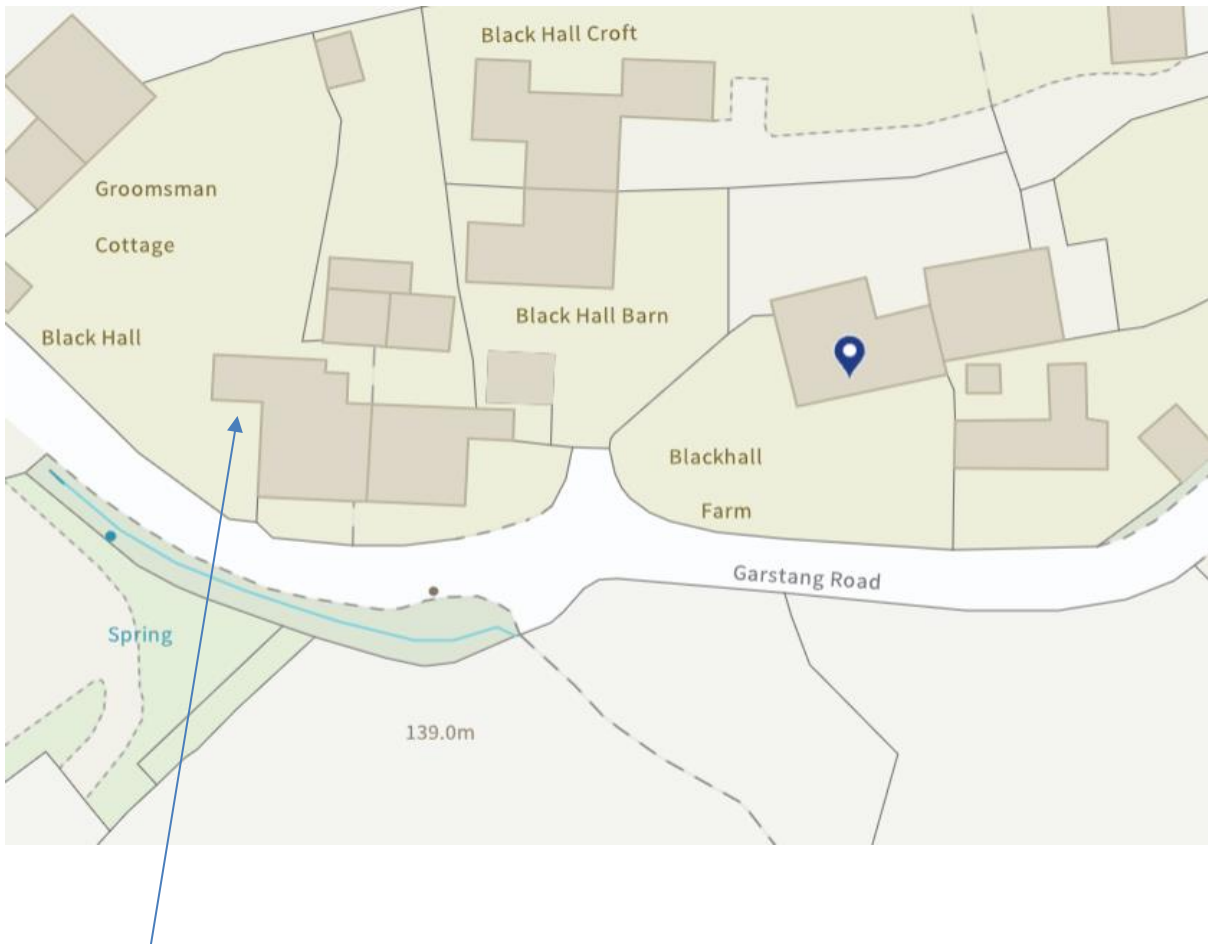 Black Hall Croft
Groomsman
Cottage
Black Hall Barn
Black Hall
Blackhall
Farm
Garstang Road
Spring
139.0m